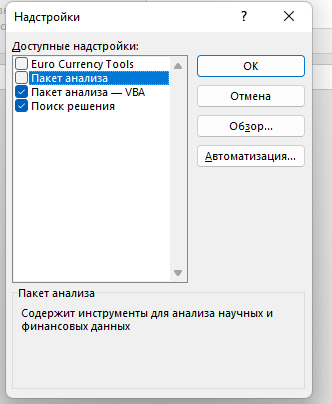 Надстройки
?
Доступные надстройки:
Euro Currency Tools
Пакет анализа
Пакет анализа — VBA
Поиск решения
ОК
Отмена
Обзор...
Автоматизация...
Пакет анализа
Содержит инструменты для анализа научных и
финансовых данных